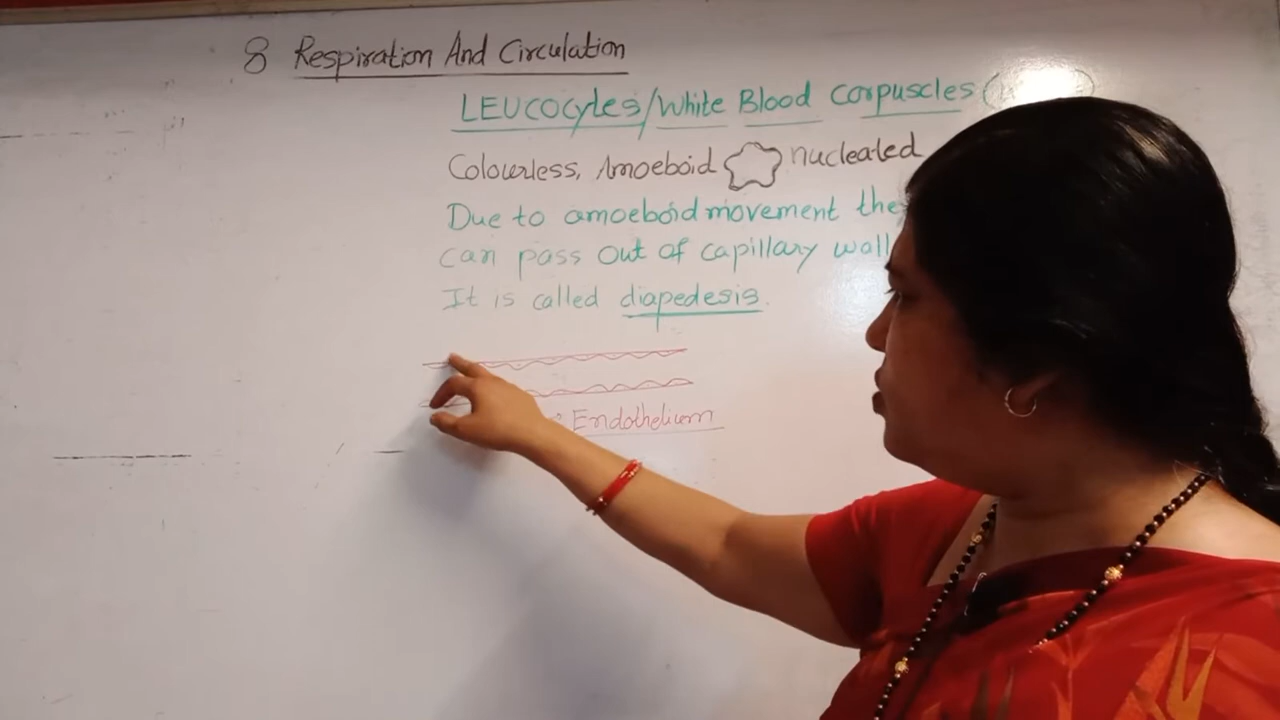 8 Respiration And Circulation
LEUCOCYTES/White Blood Corpuscles
Colourless, Amoeboid nucleated
Due to amoeboid movement the
can pass out of capillary wall
It is called diapedesis.
Endothelium